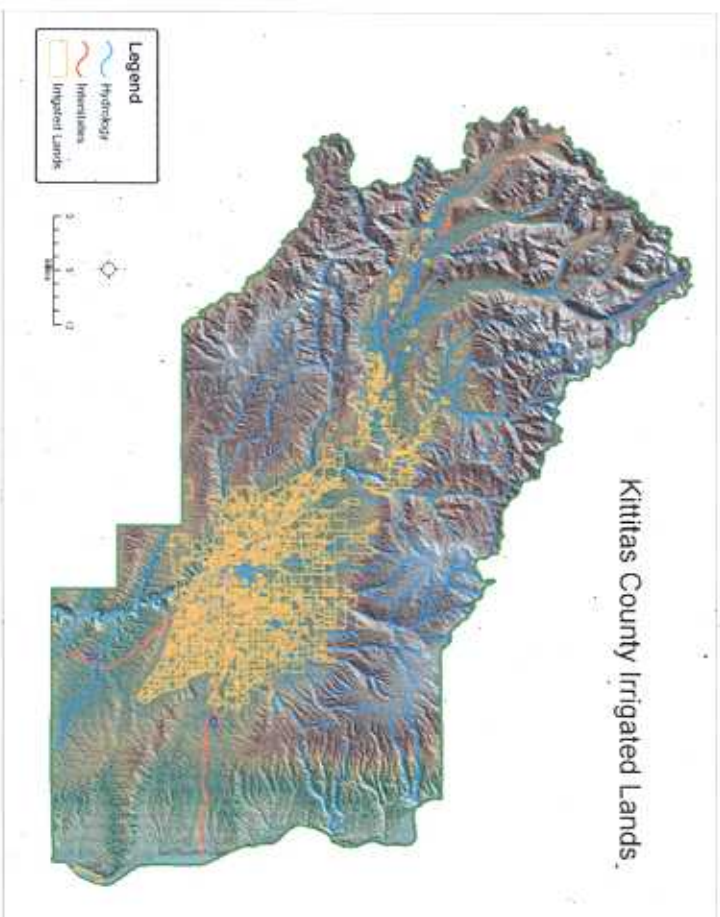 Kittitas County Irrigated Lands
Legend
Hydrology
Interstates
Irrigated Lands